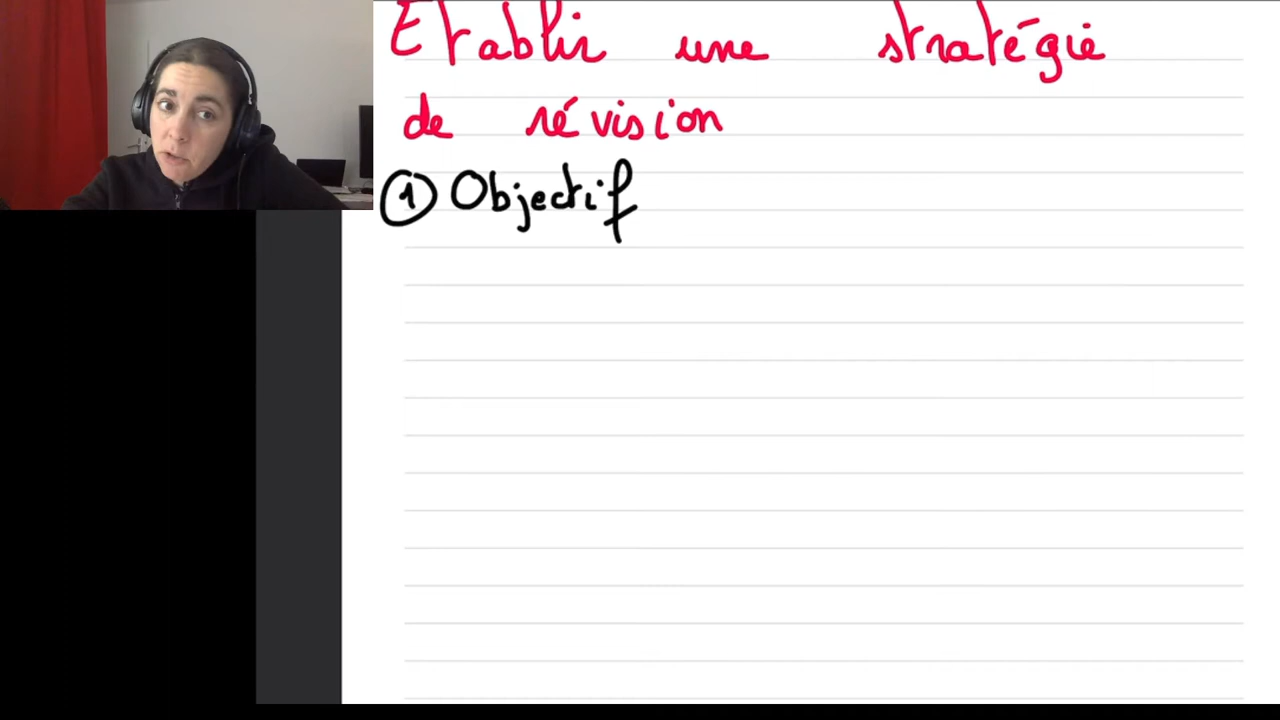 Etablir une stratégie
de révision
① Objectif